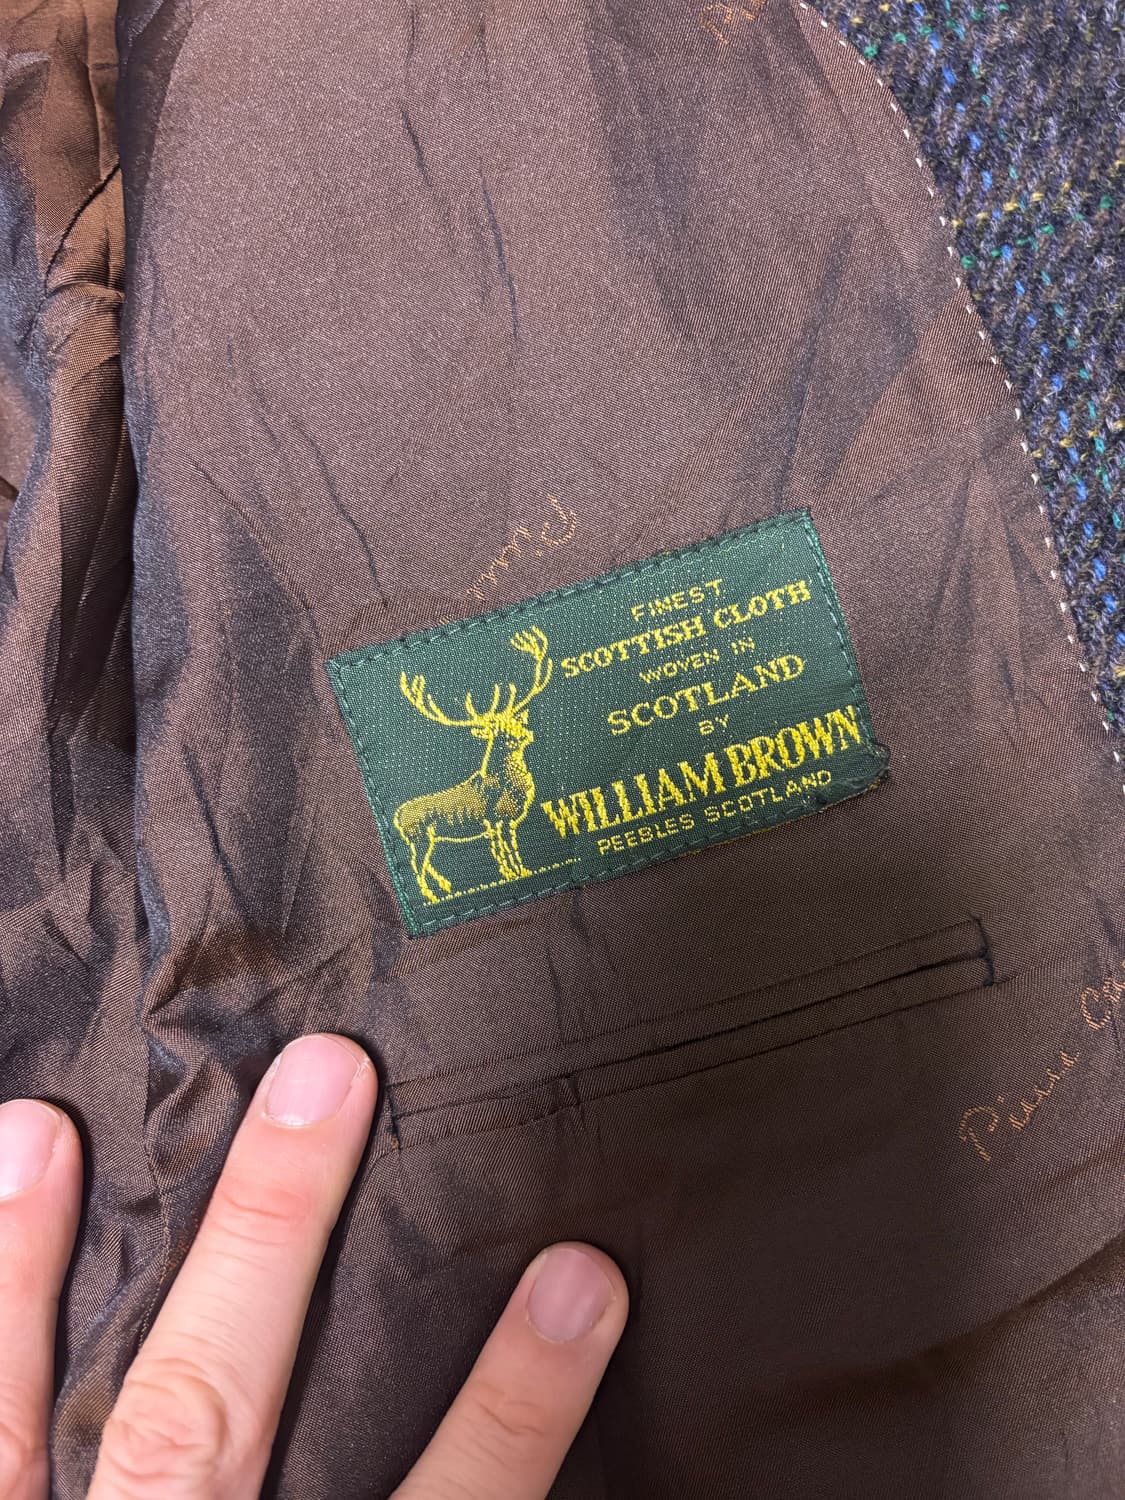 FINEST
SCOTTISH CLOTH
WOVEN IN
SCOTLAND
BY
WILLIAM BROWN
PEEBLES SCOTLAND